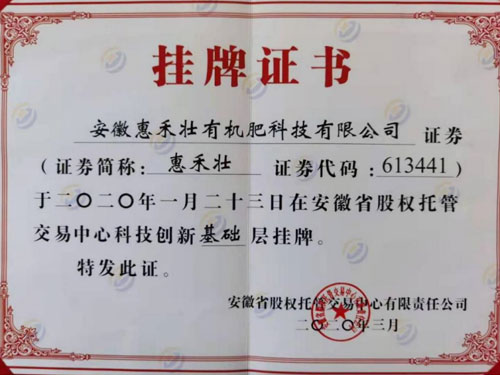 挂牌证书
安徽惠禾壮有机肥科技有限公司 证券
(证券简称:惠禾壮 证券代码:613441)
于二〇二〇年一月二十三日在安徽省股权托管
交易中心科技创新基础层挂牌。
特发此证。
安徽省股权托管交易中心有限责任公司
二〇二〇年三月